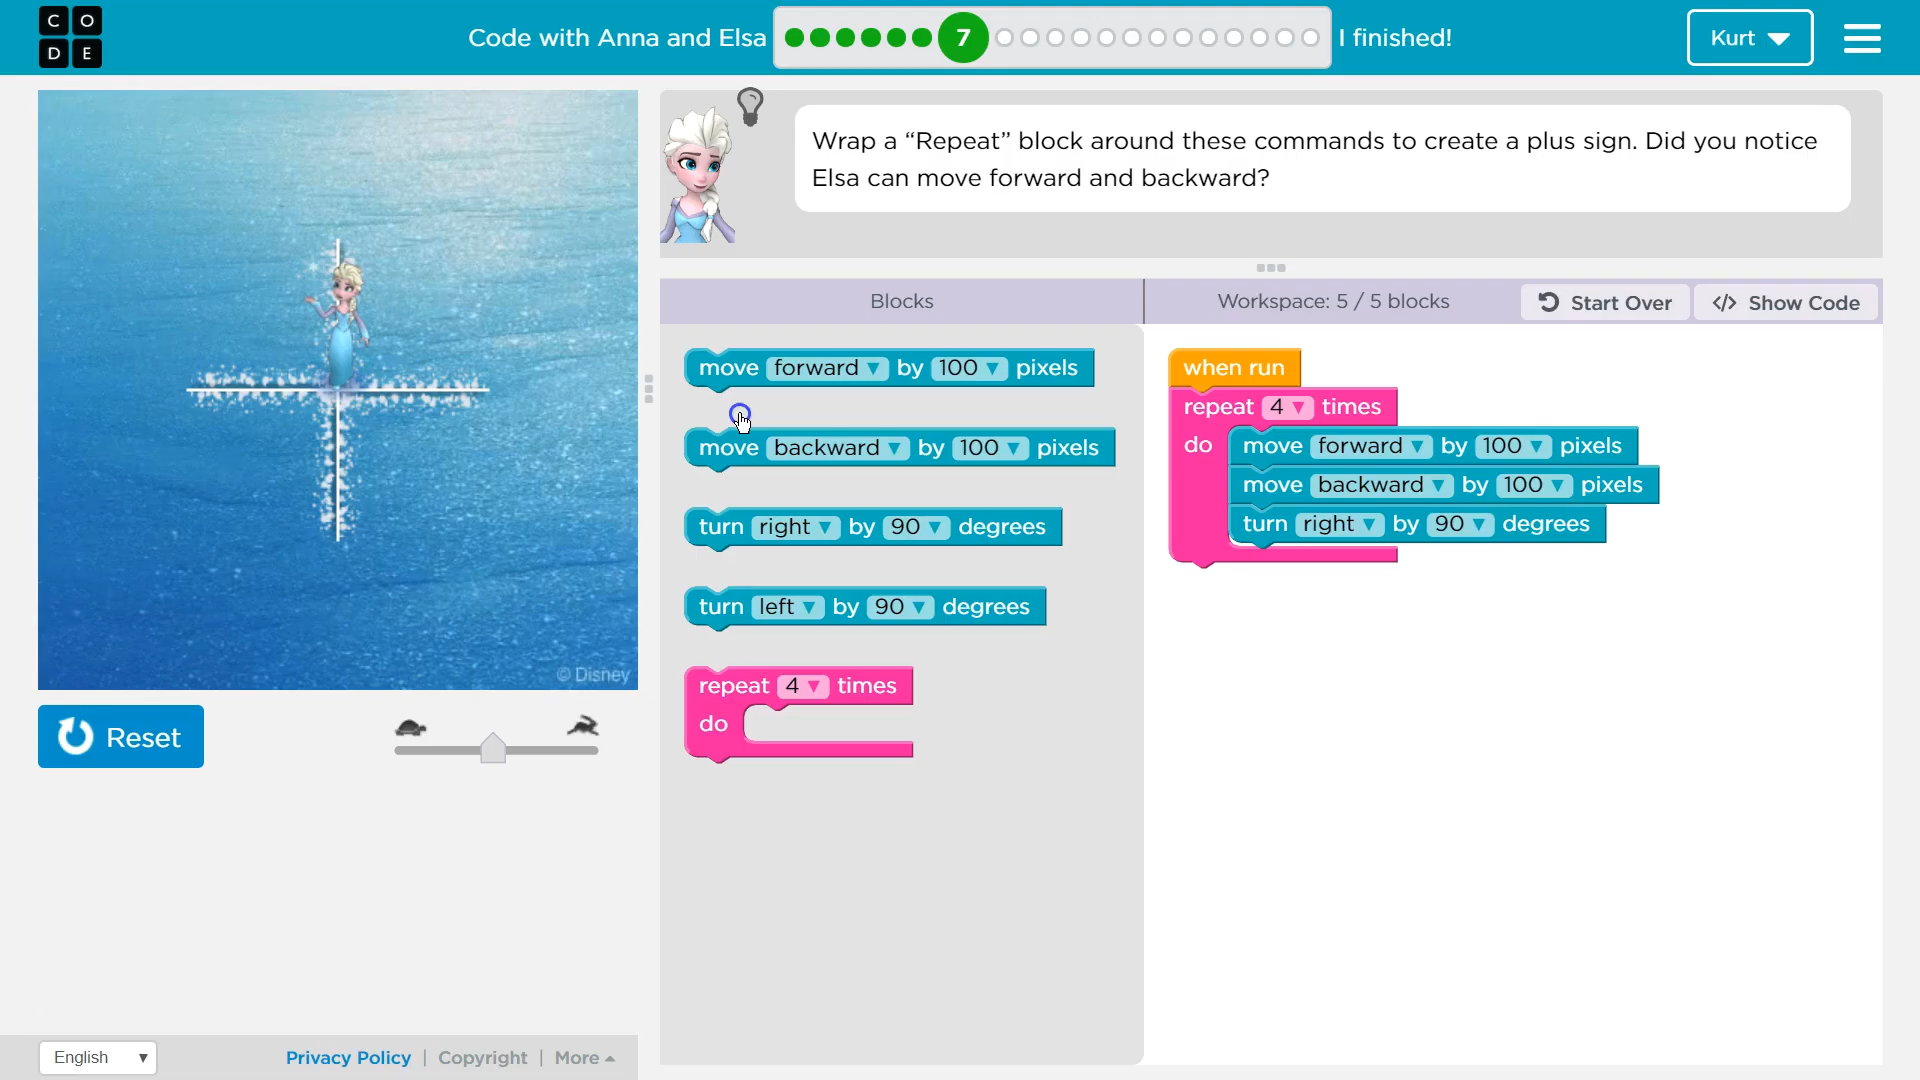 C O
D E
Code with Anna and Elsa
7
I finished!
Kurt
Wrap a “Repeat” block around these commands to create a plus sign. Did you notice
Elsa can move forward and backward?
Blocks
Workspace: 5 / 5 blocks
Start Over
</> Show Code
move forward by 100 pixels
move backward by 100 pixels
turn right by 90 degrees
turn left by 90 degrees
repeat 4 times
do
when run
repeat 4 times
do
move forward by 100 pixels
move backward by 100 pixels
turn right by 90 degrees
© Disney
Reset
English
Privacy Policy | Copyright | More